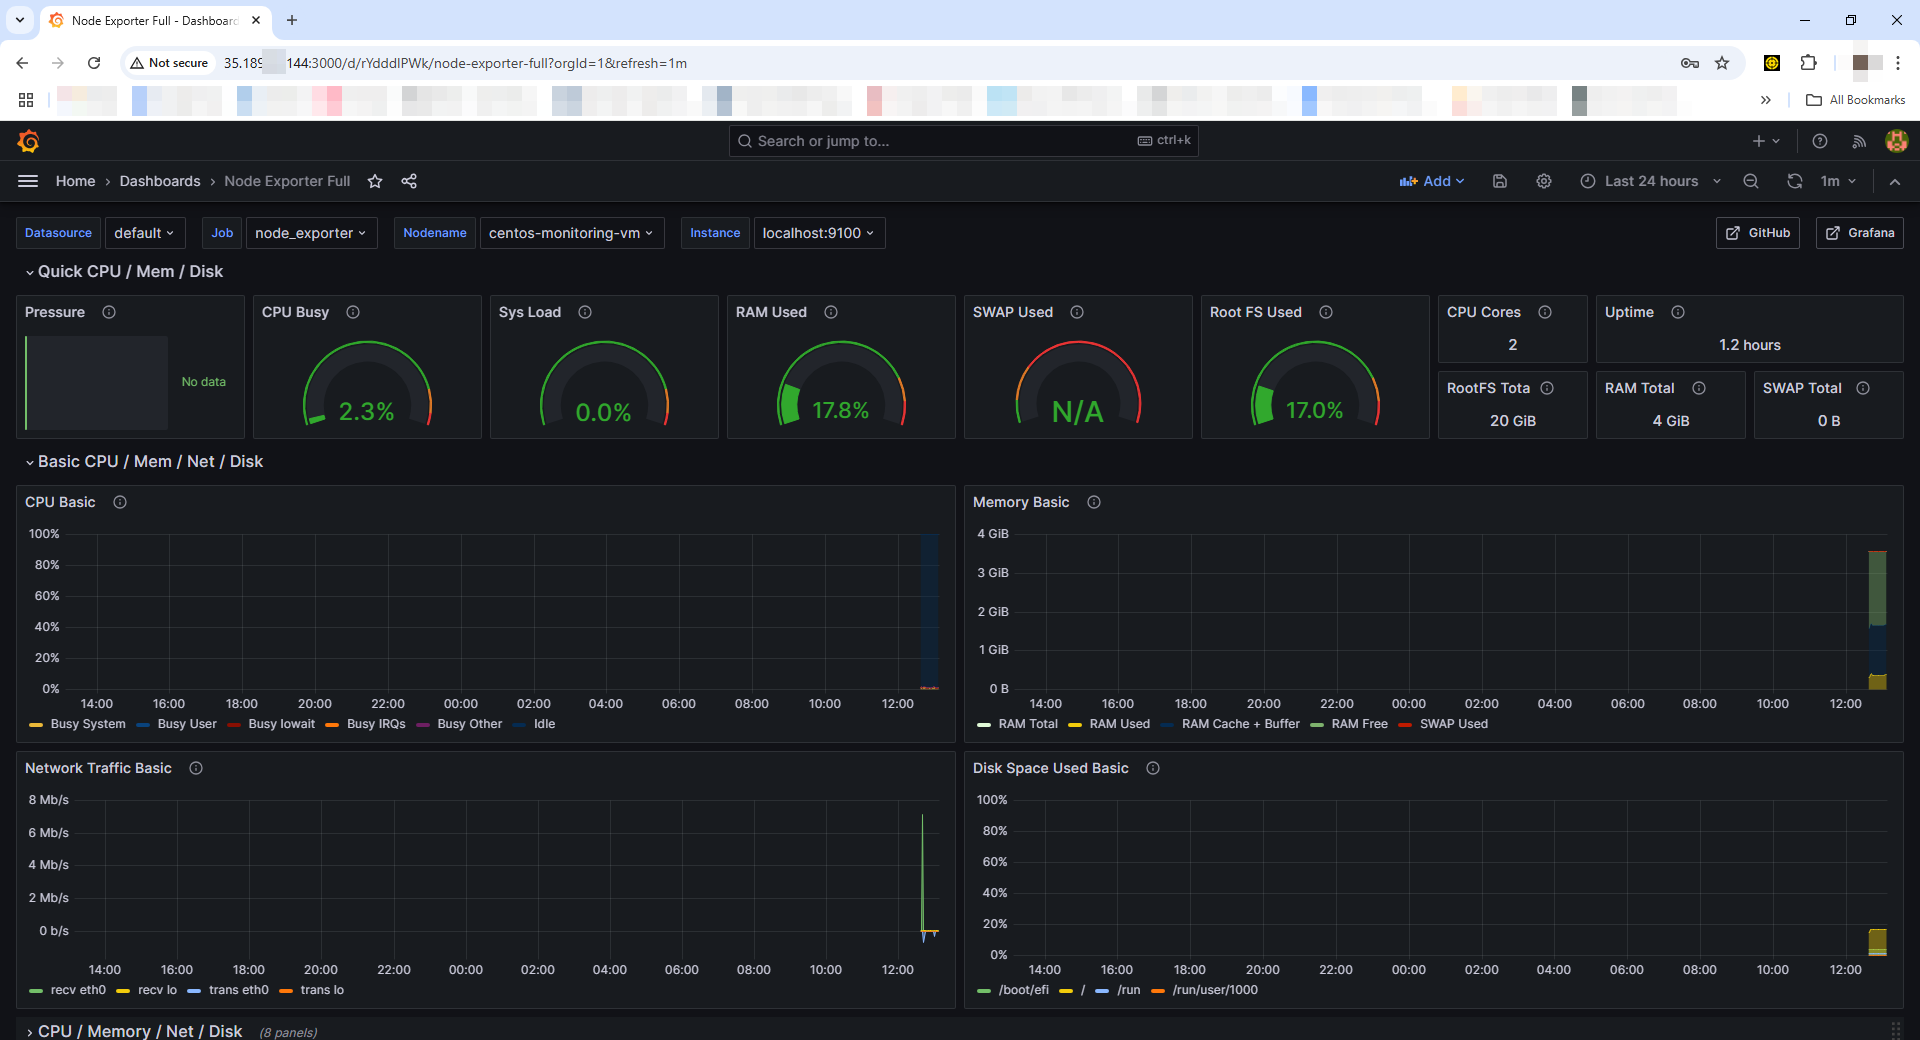 Node Exporter Full - Dashboard
Not secure
35.189 144:3000/d/rYdddlPWk/node-exporter-full?orgId=1&refresh=1m
All Bookmarks
Search or jump to...
ctrl+k
Home › Dashboards › Node Exporter Full
Add
Last 24 hours
1m
Datasource default
Job node_exporter
Nodename centos-monitoring-vm
Instance localhost:9100
GitHub
Grafana
Quick CPU / Mem / Disk
Pressure
No data
CPU Busy
2.3%
Sys Load
0.0%
RAM Used
17.8%
SWAP Used
N/A
Root FS Used
17.0%
CPU Cores
2
Uptime
1.2 hours
RootFS Tota
20 GiB
RAM Total
4 GiB
SWAP Total
0 B
Basic CPU / Mem / Net / Disk
CPU Basic
100%
80%
60%
40%
20%
0%
14:00 16:00 18:00 20:00 22:00 00:00 02:00 04:00 06:00 08:00 10:00 12:00
Busy System Busy User Busy Iowait Busy IRQs Busy Other Idle
Memory Basic
4 GiB
3 GiB
2 GiB
1 GiB
0 B
14:00 16:00 18:00 20:00 22:00 00:00 02:00 04:00 06:00 08:00 10:00 12:00
RAM Total RAM Used RAM Cache + Buffer RAM Free SWAP Used
Network Traffic Basic
8 Mb/s
6 Mb/s
4 Mb/s
2 Mb/s
0 b/s
14:00 16:00 18:00 20:00 22:00 00:00 02:00 04:00 06:00 08:00 10:00 12:00
recv eth0 recv lo trans eth0 trans lo
Disk Space Used Basic
100%
80%
60%
40%
20%
0%
14:00 16:00 18:00 20:00 22:00 00:00 02:00 04:00 06:00 08:00 10:00 12:00
/boot/efi / /run /run/user/1000
CPU / Memory / Net / Disk (8 panels)